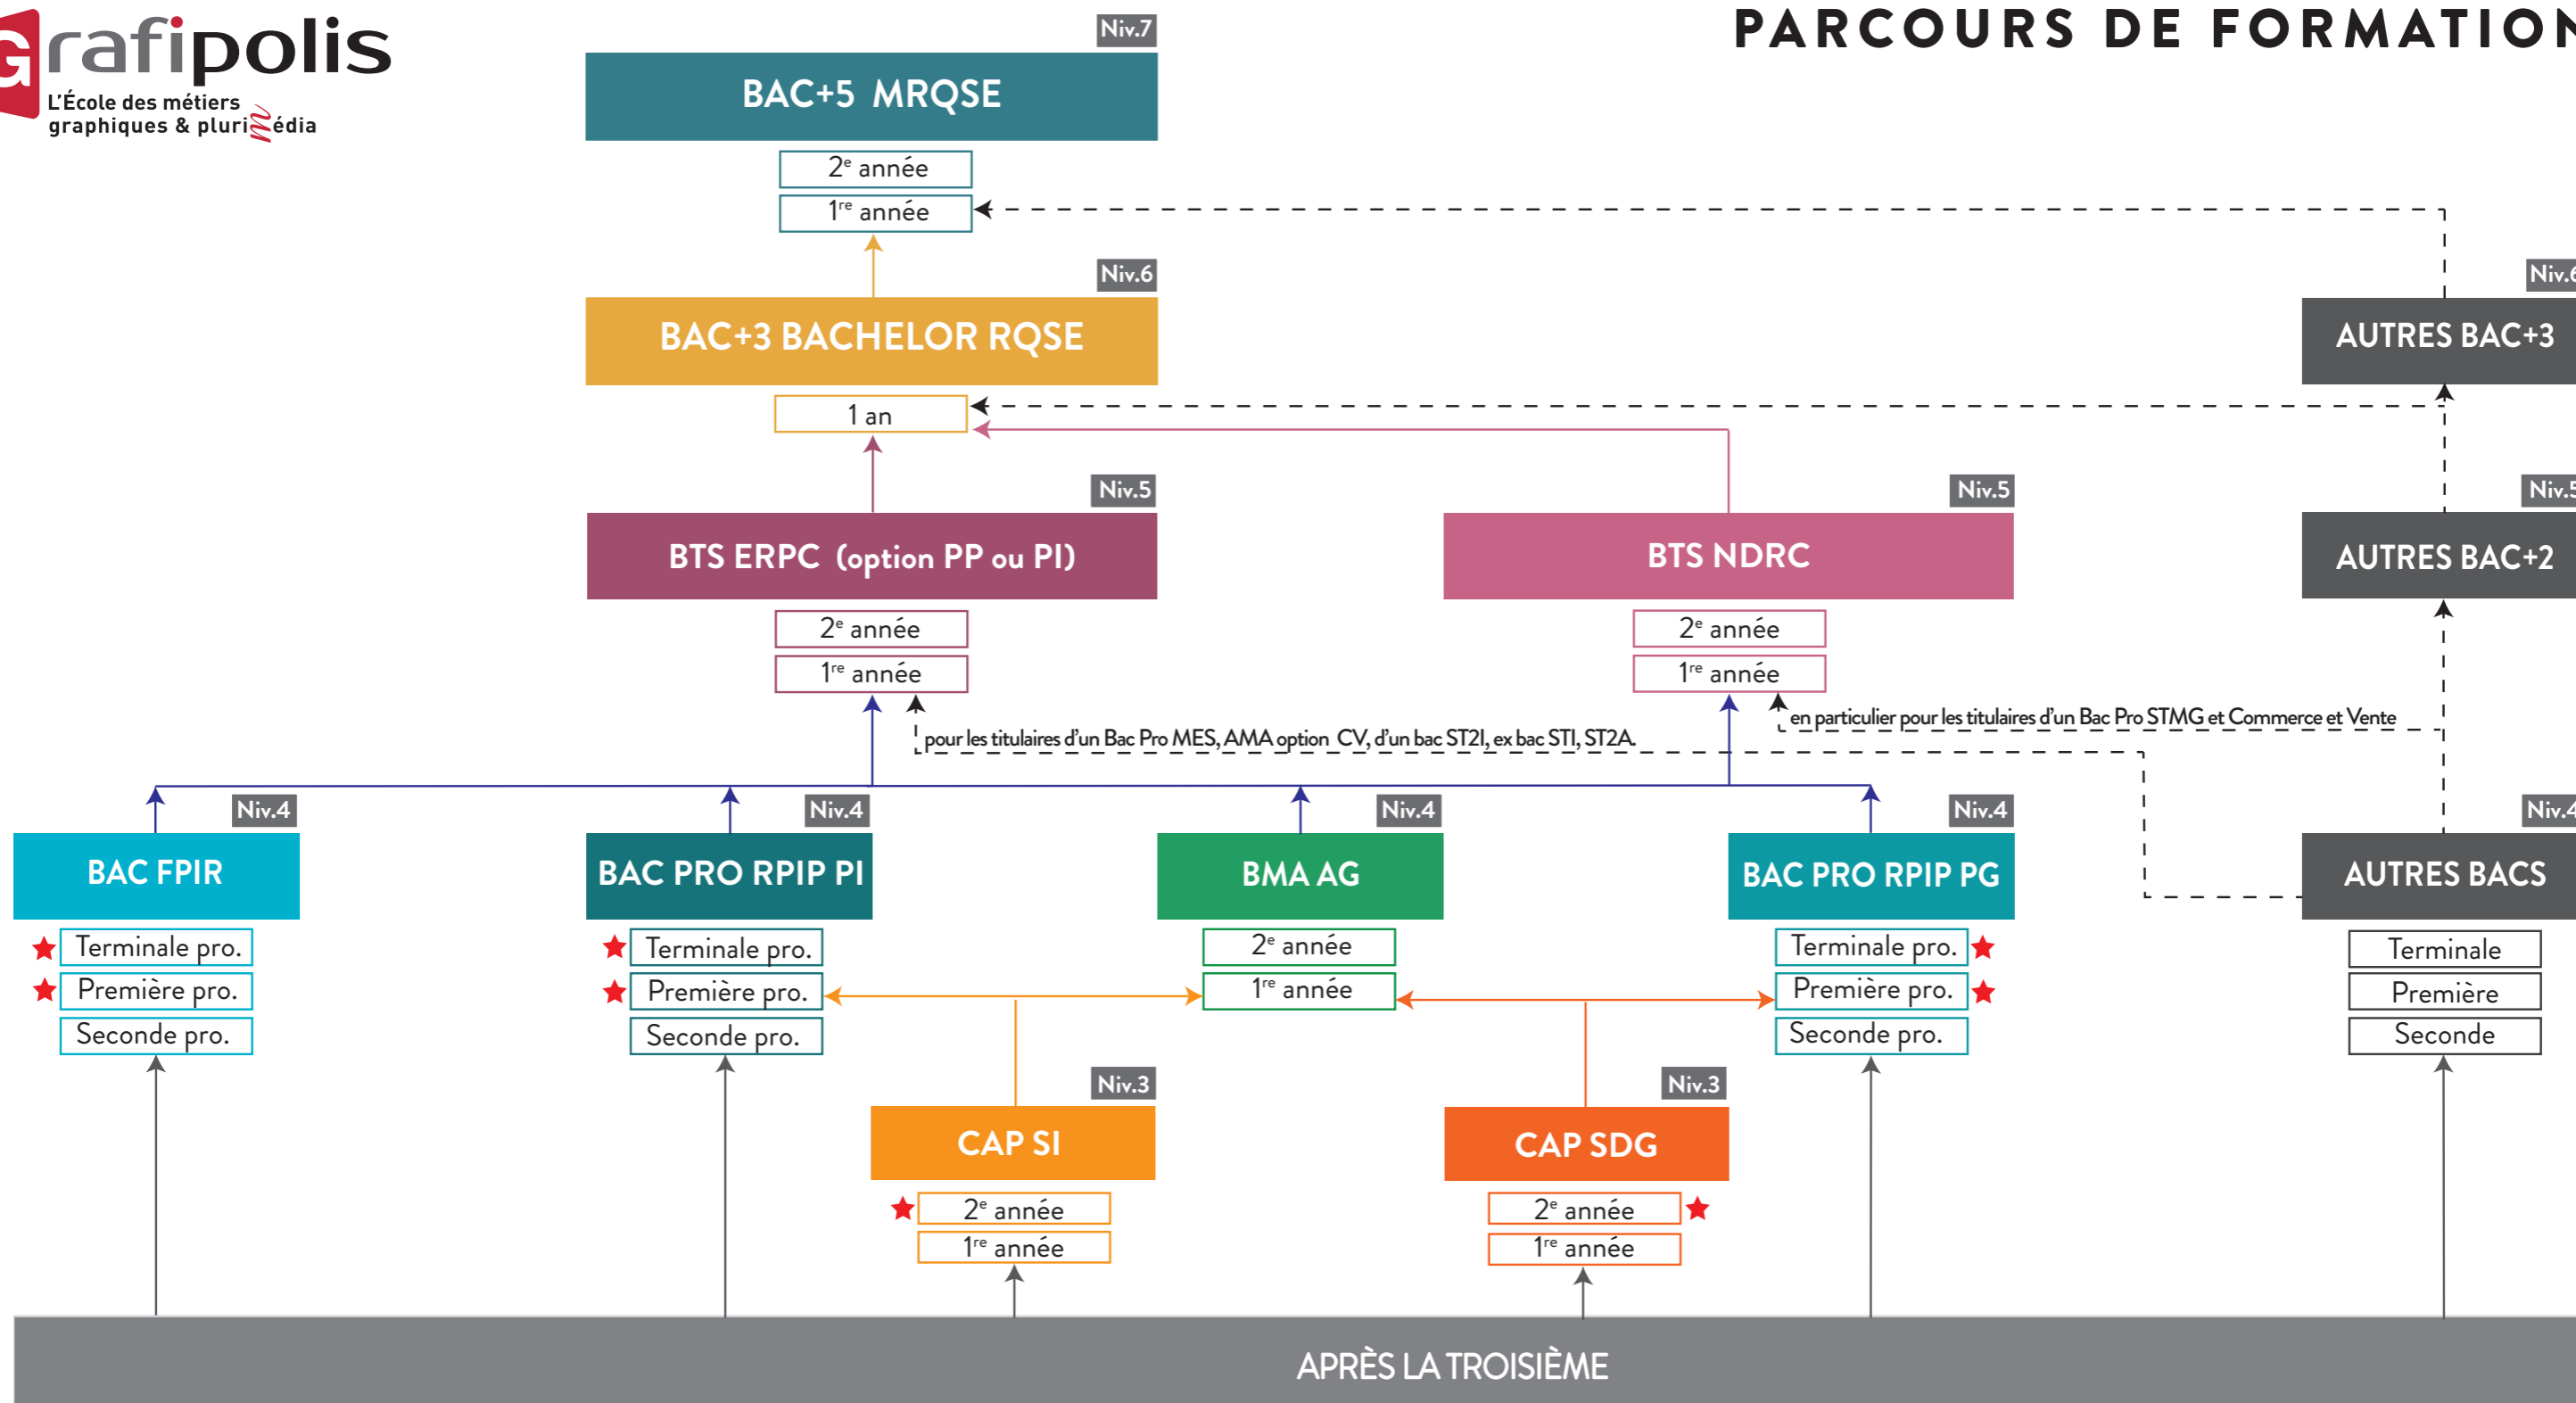 Grafipolis
L'École des métiers
graphiques & plurimédia
PARCOURS DE FORMATION
Niv.7
BAC+5 MRQSE
2e année
1re année
Niv.6
BAC+3 BACHELOR RQSE
1 an
Niv.6
AUTRES BAC+3
Niv.5
BTS ERPC (option PP ou PI)
2e année
1re année
Niv.5
BTS NDRC
2e année
1re année
Niv.5
AUTRES BAC+2
en particulier pour les titulaires d'un Bac Pro STMG et Commerce et Vente
pour les titulaires d'un Bac Pro MES, AMA option CV, d'un bac ST2I, ex bac STI, ST2A.
Niv.4
BAC FPIR
Terminale pro.
Première pro.
Seconde pro.
Niv.4
BAC PRO RPIP PI
Terminale pro.
Première pro.
Seconde pro.
Niv.4
BMA AG
2e année
1re année
Niv.4
BAC PRO RPIP PG
Terminale pro.
Première pro.
Seconde pro.
Niv.4
AUTRES BACS
Terminale
Première
Seconde
Niv.3
CAP SI
2e année
1re année
Niv.3
CAP SDG
2e année
1re année
APRÈS LA TROISIÈME